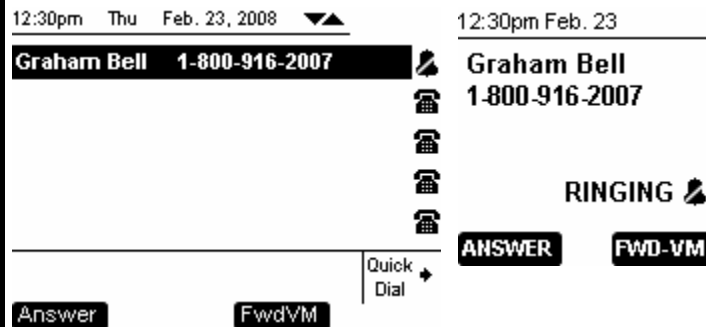 12:30pm Thu Feb. 23, 2008
Graham Bell 1-800-916-2007
Quick
Dial
Answer FwdVM
12:30pm Feb. 23
Graham Bell
1-800-916-2007
RINGING
ANSWER FWD-VM